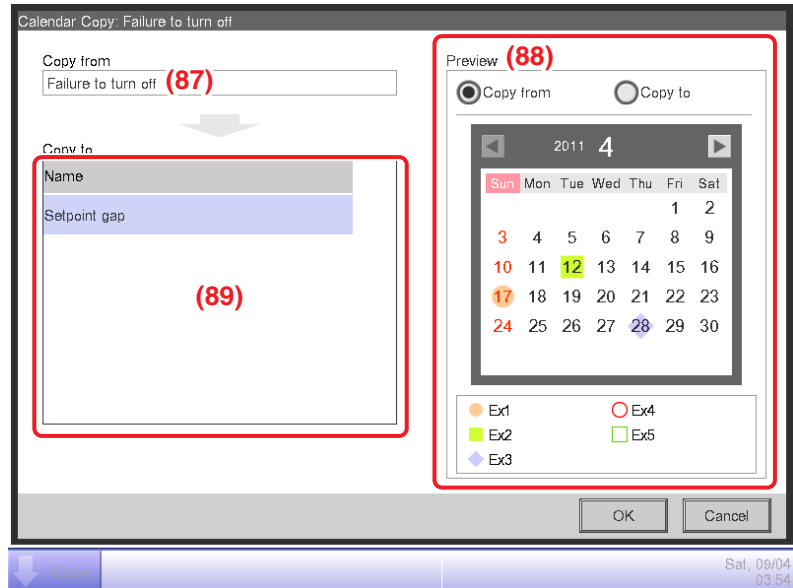 Calendar Copy: Failure to turn off
Copy from
Failure to turn off (87)
Copy to
Name
Setpoint gap
(89)
Preview (88)
Copy from Copy to
2011 4
Sun Mon Tue Wed Thu Fri Sat
1 2
3 4 5 6 7 8 9
10 11 12 13 14 15 16
17 18 19 20 21 22 23
24 25 26 27 28 29 30
Ex1 Ex4
Ex2 Ex5
Ex3
OK Cancel
Sat, 09/04
03:54